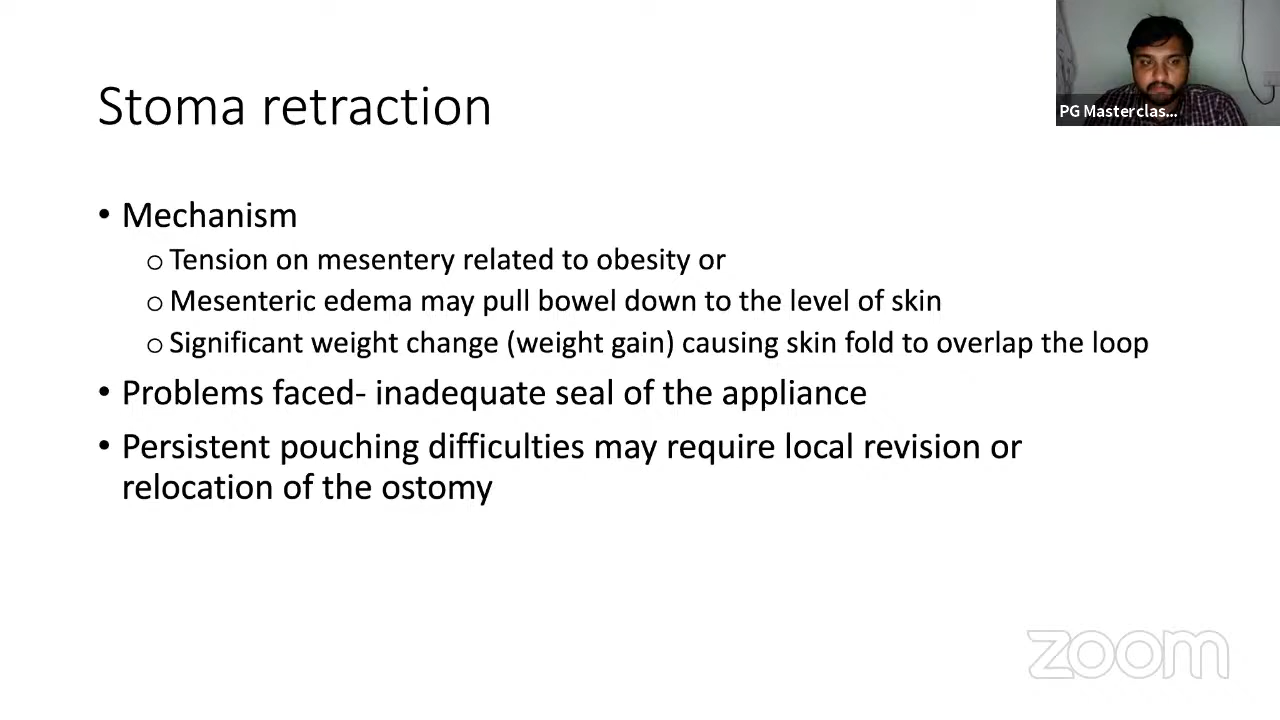 PG Masterclas...
Stoma retraction
• Mechanism
o Tension on mesentery related to obesity or
o Mesenteric edema may pull bowel down to the level of skin
o Significant weight change (weight gain) causing skin fold to overlap the loop
• Problems faced- inadequate seal of the appliance
• Persistent pouching difficulties may require local revision or
relocation of the ostomy
zoom